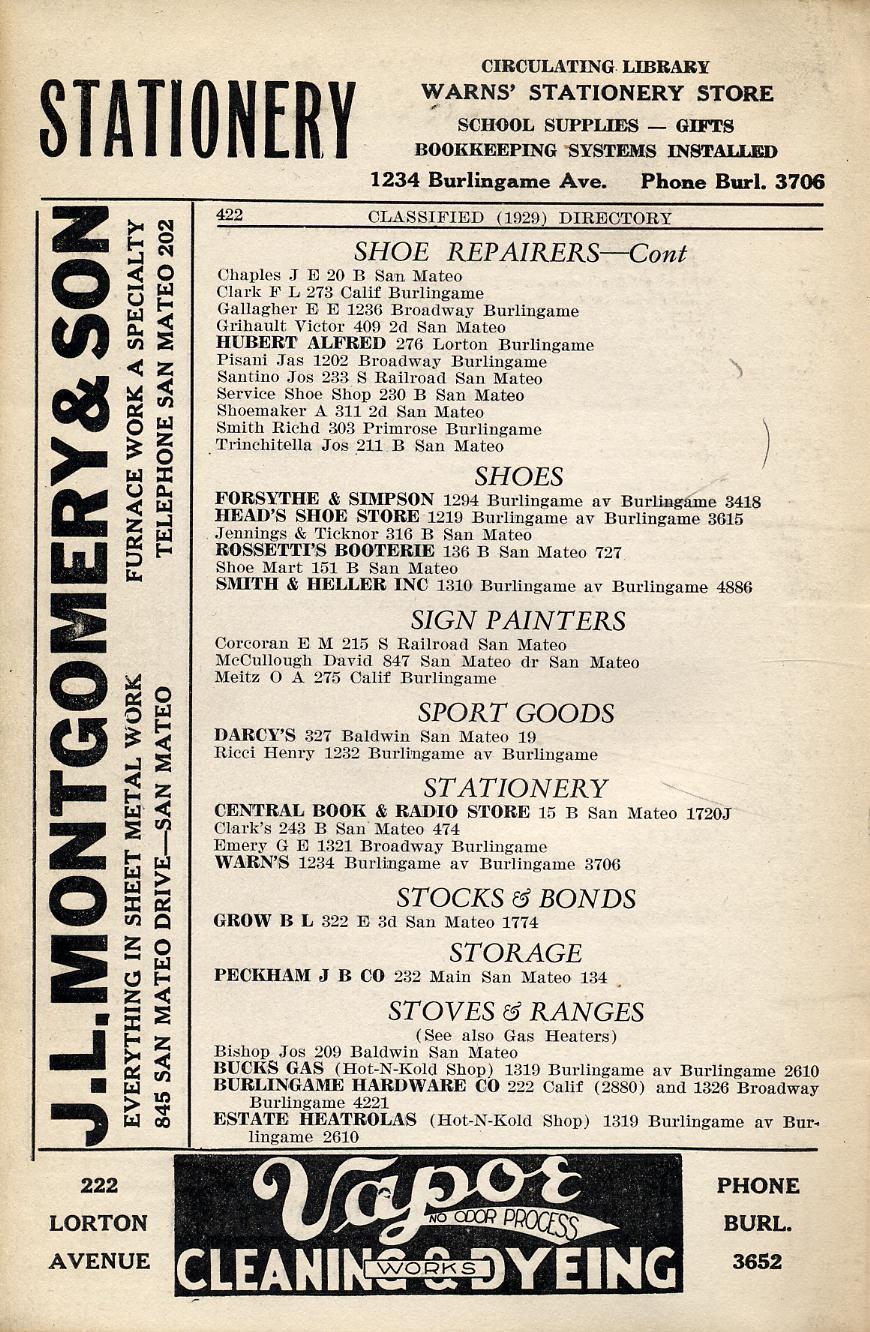 STATIONERY
CIRCULATING LIBRARY
WARNS' STATIONERY STORE
SCHOOL SUPPLIES — GIFTS
BOOKKEEPING SYSTEMS INSTALLED
1234 Burlingame Ave. Phone Burl. 3706
J.L. MONTGOMERY & SON
EVERYTHING IN SHEET METAL WORK FURNACE WORK A SPECIALTY
845 SAN MATEO DRIVE—SAN MATEO TELEPHONE SAN MATEO 202
422 CLASSIFIED (1929) DIRECTORY
SHOE REPAIRERS—Cont
Chaples J E 20 B San Mateo
Clark F L 273 Calif Burlingame
Gallagher E E 1236 Broadway Burlingame
Grihault Victor 409 2d San Mateo
HUBERT ALFRED 276 Lorton Burlingame
Pisani Jas 1202 Broadway Burlingame
Santino Jos 233 S Railroad San Mateo
Service Shoe Shop 230 B San Mateo
Shoemaker A 311 2d San Mateo
Smith Richd 303 Primrose Burlingame
Trinchitella Jos 211 B San Mateo
SHOES
FORSYTHE & SIMPSON 1294 Burlingame av Burlingame 3418
HEAD'S SHOE STORE 1219 Burlingame av Burlingame 3615
Jennings & Ticknor 316 B San Mateo
ROSSETTI'S BOOTERIE 136 B San Mateo 727
Shoe Mart 151 B San Mateo
SMITH & HELLER INC 1310 Burlingame av Burlingame 4886
SIGN PAINTERS
Corcoran E M 215 S Railroad San Mateo
McCullough David 847 San Mateo dr San Mateo
Meitz O A 275 Calif Burlingame
SPORT GOODS
DARCY'S 327 Baldwin San Mateo 19
Ricci Henry 1232 Burlingame av Burlingame
STATIONERY
CENTRAL BOOK & RADIO STORE 15 B San Mateo 1720J
Clark's 243 B San Mateo 474
Emery G E 1321 Broadway Burlingame
WARN'S 1234 Burlingame av Burlingame 3706
STOCKS & BONDS
GROW B L 322 E 3d San Mateo 1774
STORAGE
PECKHAM J B CO 232 Main San Mateo 134
STOVES & RANGES
(See also Gas Heaters)
Bishop Jos 209 Baldwin San Mateo
BUCKS GAS (Hot-N-Kold Shop) 1319 Burlingame av Burlingame 2610
BURLINGAME HARDWARE CO 222 Calif (2880) and 1326 Broadway
Burlingame 4221
ESTATE HEATROLAS (Hot-N-Kold Shop) 1319 Burlingame av Bur-
lingame 2610
222
LORTON
AVENUE
Vapor
NO ODOR PROCESS
CLEANING & DYEING
WORKS
PHONE
BURL.
3652